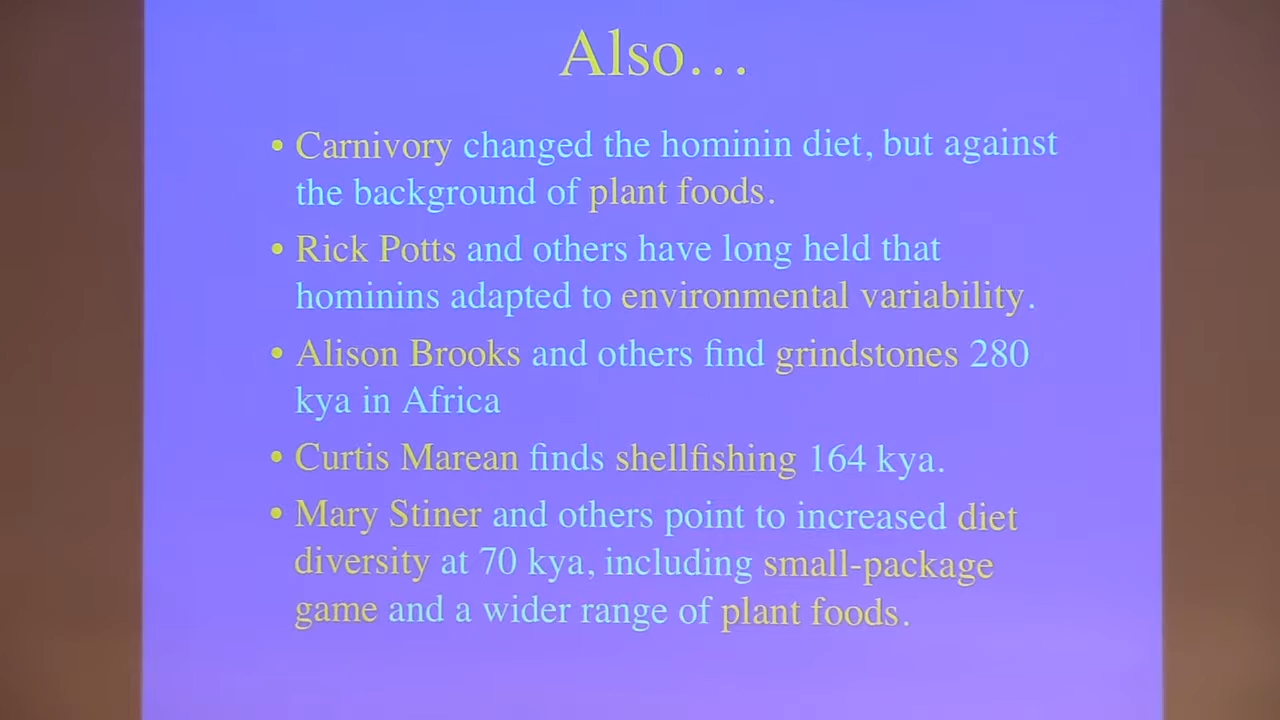 Also…
• Carnivory changed the hominin diet, but against
the background of plant foods.
• Rick Potts and others have long held that
hominins adapted to environmental variability.
• Alison Brooks and others find grindstones 280
kya in Africa
• Curtis Marean finds shellfishing 164 kya.
• Mary Stiner and others point to increased diet
diversity at 70 kya, including small-package
game and a wider range of plant foods.